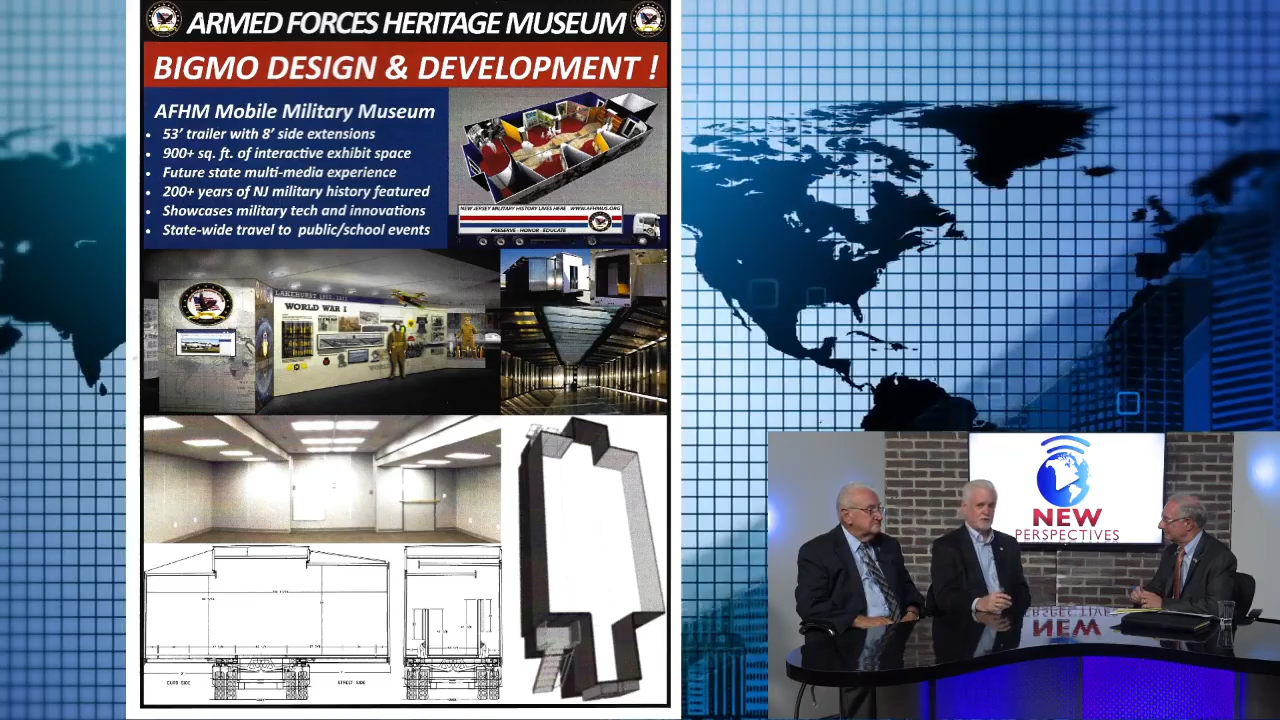 ARMED FORCES HERITAGE MUSEUM
BIGMO DESIGN & DEVELOPMENT !
AFHM Mobile Military Museum
• 53' trailer with 8' side extensions
• 900+ sq. ft. of interactive exhibit space
• Future state multi-media experience
• 200+ years of NJ military history featured
• Showcases military tech and innovations
• State-wide travel to public/school events
NEW JERSEY MILITARY HISTORY LIVES HERE - WWW.AFHMUS.ORG
PRESERVE - HONOR - EDUCATE
WORLD WAR I
CURB SIDE
STREET SIDE
NEW
PERSPECTIVES